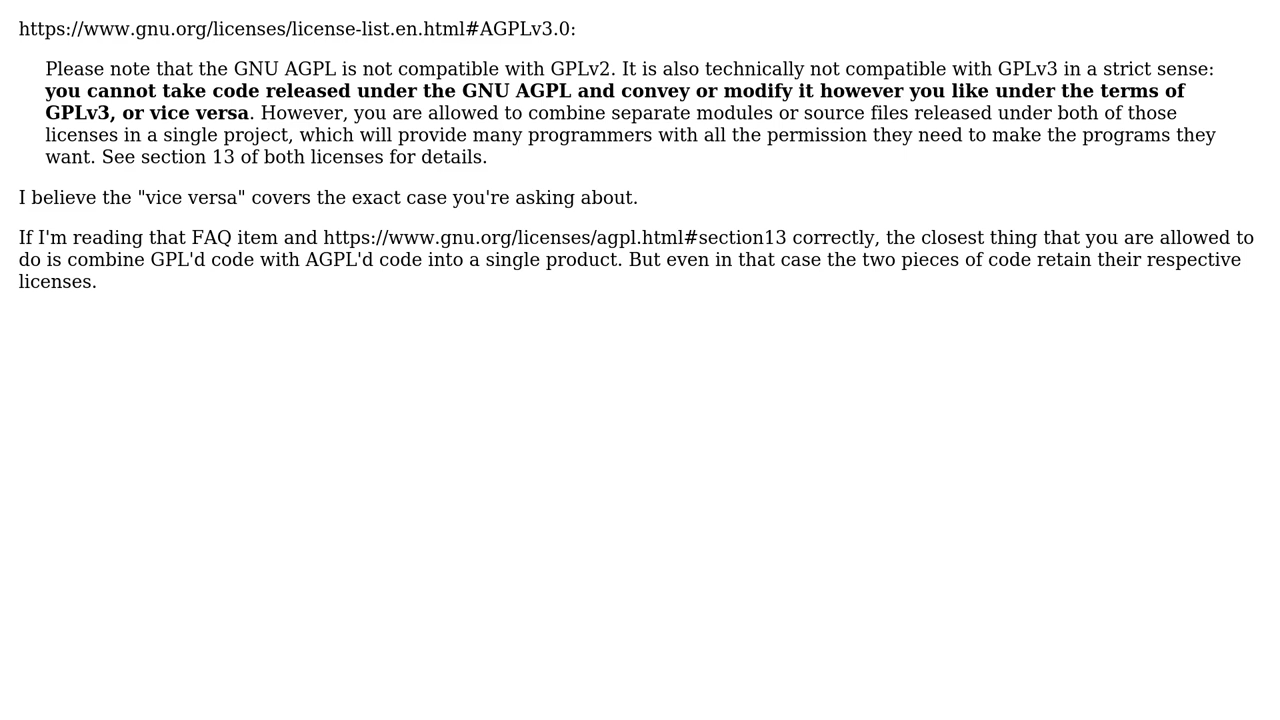 https://www.gnu.org/licenses/license-list.en.html#AGPLv3.0:
Please note that the GNU AGPL is not compatible with GPLv2. It is also technically not compatible with GPLv3 in a strict sense:
you cannot take code released under the GNU AGPL and convey or modify it however you like under the terms of
GPLv3, or vice versa. However, you are allowed to combine separate modules or source files released under both of those
licenses in a single project, which will provide many programmers with all the permission they need to make the programs they
want. See section 13 of both licenses for details.
I believe the "vice versa" covers the exact case you're asking about.
If I'm reading that FAQ item and https://www.gnu.org/licenses/agpl.html#section13 correctly, the closest thing that you are allowed to
do is combine GPL'd code with AGPL'd code into a single product. But even in that case the two pieces of code retain their respective
licenses.